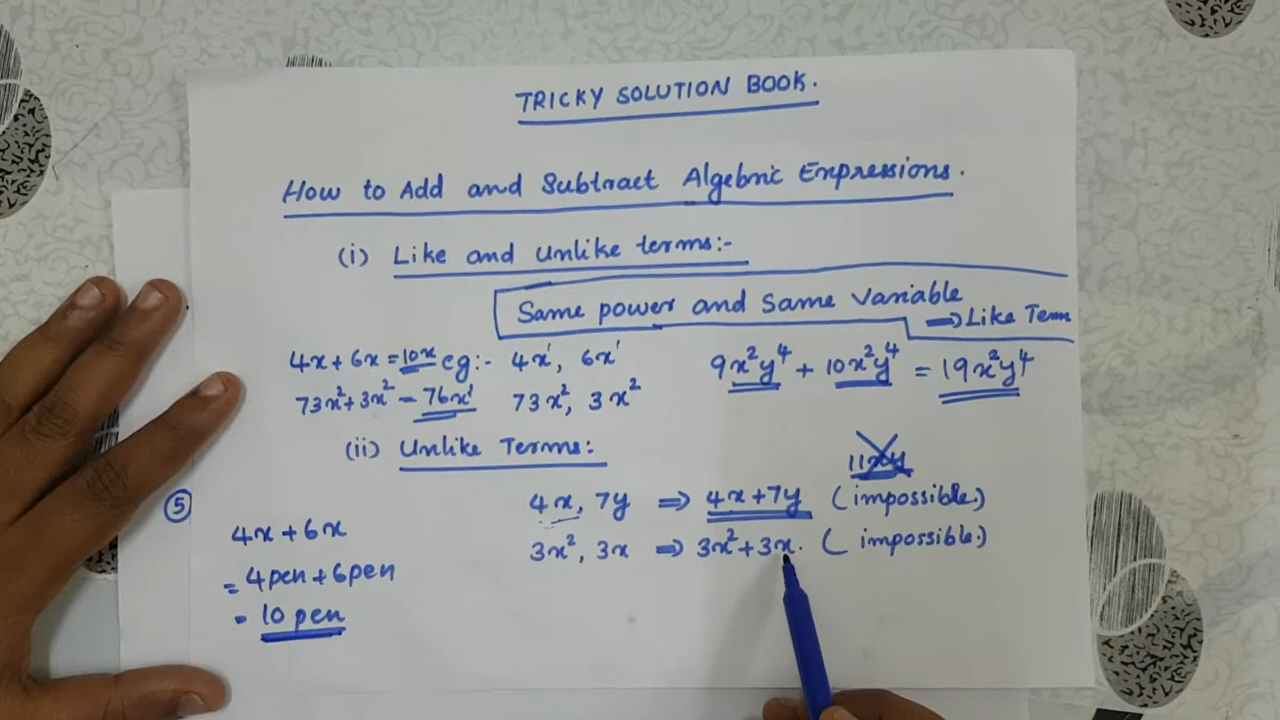 TRICKY SOLUTION BOOK.
How to Add and Subtract Algebric Expressions.
(i) Like and Unlike terms:-
Same power and Same Variable
⇒ Like Term
4x + 6x = 10x eg:- 4x¹, 6x¹
9x²y⁴ + 10x²y⁴ = 19x²y⁴
73x² + 3x² = 76x² 73x², 3x²
(ii) Unlike Terms:
11xy
4x, 7y ⇒ 4x + 7y (impossible)
3x², 3x ⇒ 3x² + 3x. (impossible)
⑤
4x + 6x
= 4pen + 6pen
= 10 pen